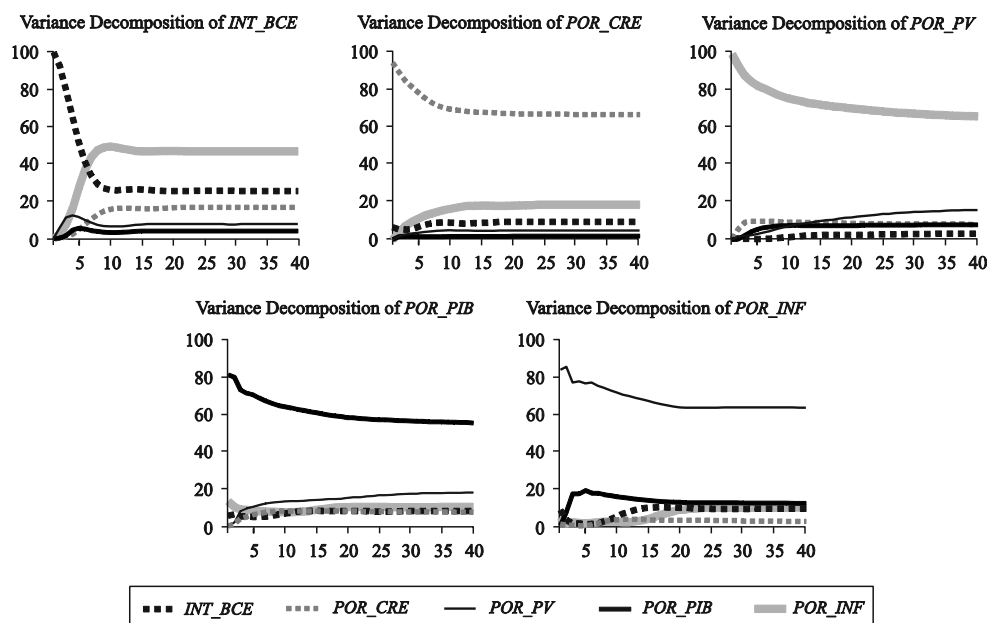 Variance Decomposition of INT_BCE
Variance Decomposition of POR_CRE
Variance Decomposition of POR_PV
100
80
60
40
20
0
5 10 15 20 25 30 35 40
100
80
60
40
20
0
5 10 15 20 25 30 35 40
100
80
60
40
20
0
5 10 15 20 25 30 35 40
Variance Decomposition of POR_PIB
Variance Decomposition of POR_INF
100
80
60
40
20
0
5 10 15 20 25 30 35 40
100
80
60
40
20
0
5 10 15 20 25 30 35 40
INT_BCE POR_CRE POR_PV POR_PIB POR_INF